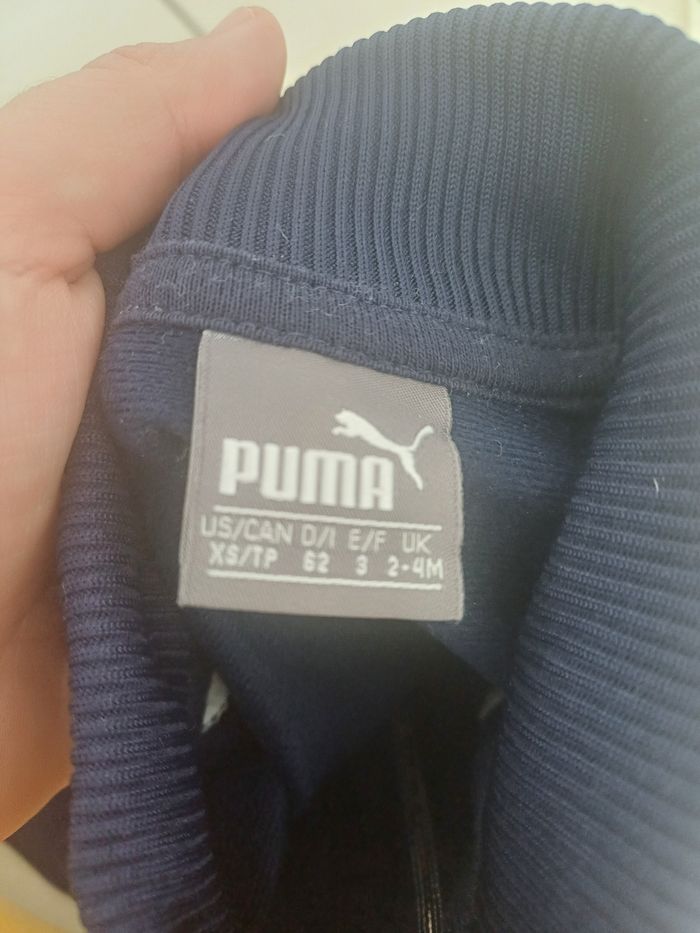 PUMA
US/CAN D/I E/F UK
XS/TP 62 3 2-4M